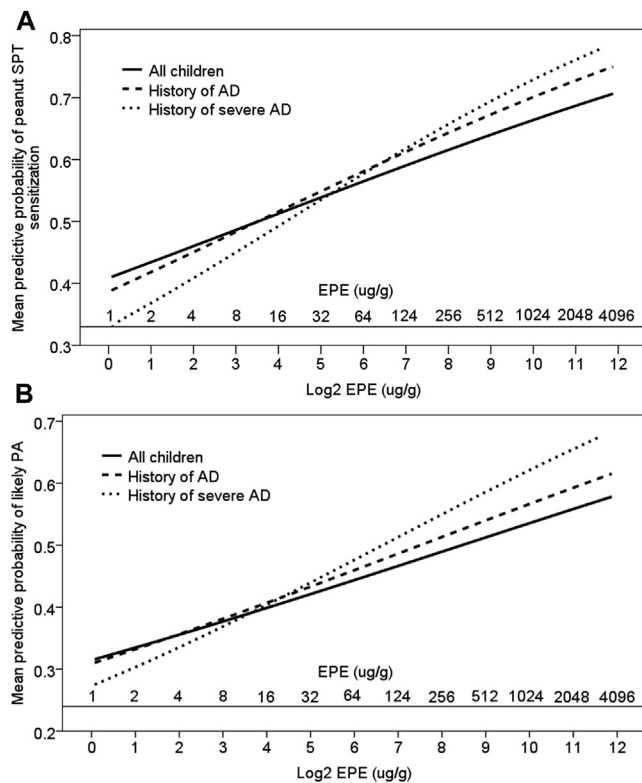 A
Mean predictive probability of peanut SPT
sensitization
0.8
0.7
0.6
0.5
0.4
0.3
All children
History of AD
History of severe AD
EPE (ug/g)
1 2 4 8 16 32 64 124 256 512 1024 2048 4096
0 1 2 3 4 5 6 7 8 9 10 11 12
Log2 EPE (ug/g)
B
Mean predictive probability of likely PA
0.7
0.6
0.5
0.4
0.3
0.2
All children
History of AD
History of severe AD
EPE (ug/g)
1 2 4 8 16 32 64 124 256 512 1024 2048 4096
0 1 2 3 4 5 6 7 8 9 10 11 12
Log2 EPE (ug/g)